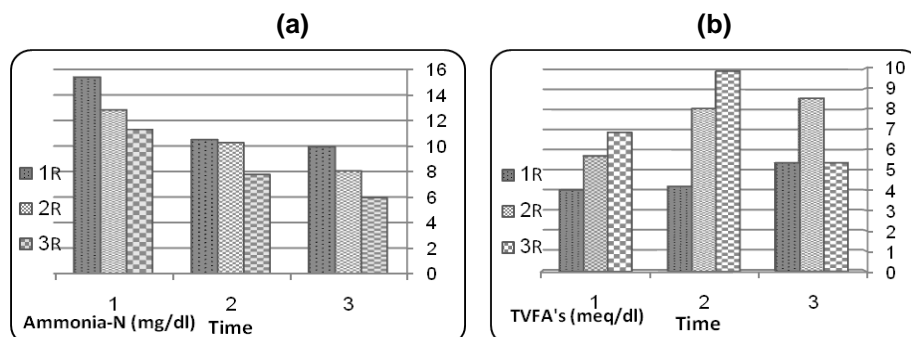 (a)
16
14
12
10
8
6
4
2
0
1R
2R
3R
1 2 3
Ammonia-N (mg/dl) Time
(b)
10
9
8
7
6
5
4
3
2
1
0
1R
2R
3R
1 2 3
TVFA's (meq/dl) Time